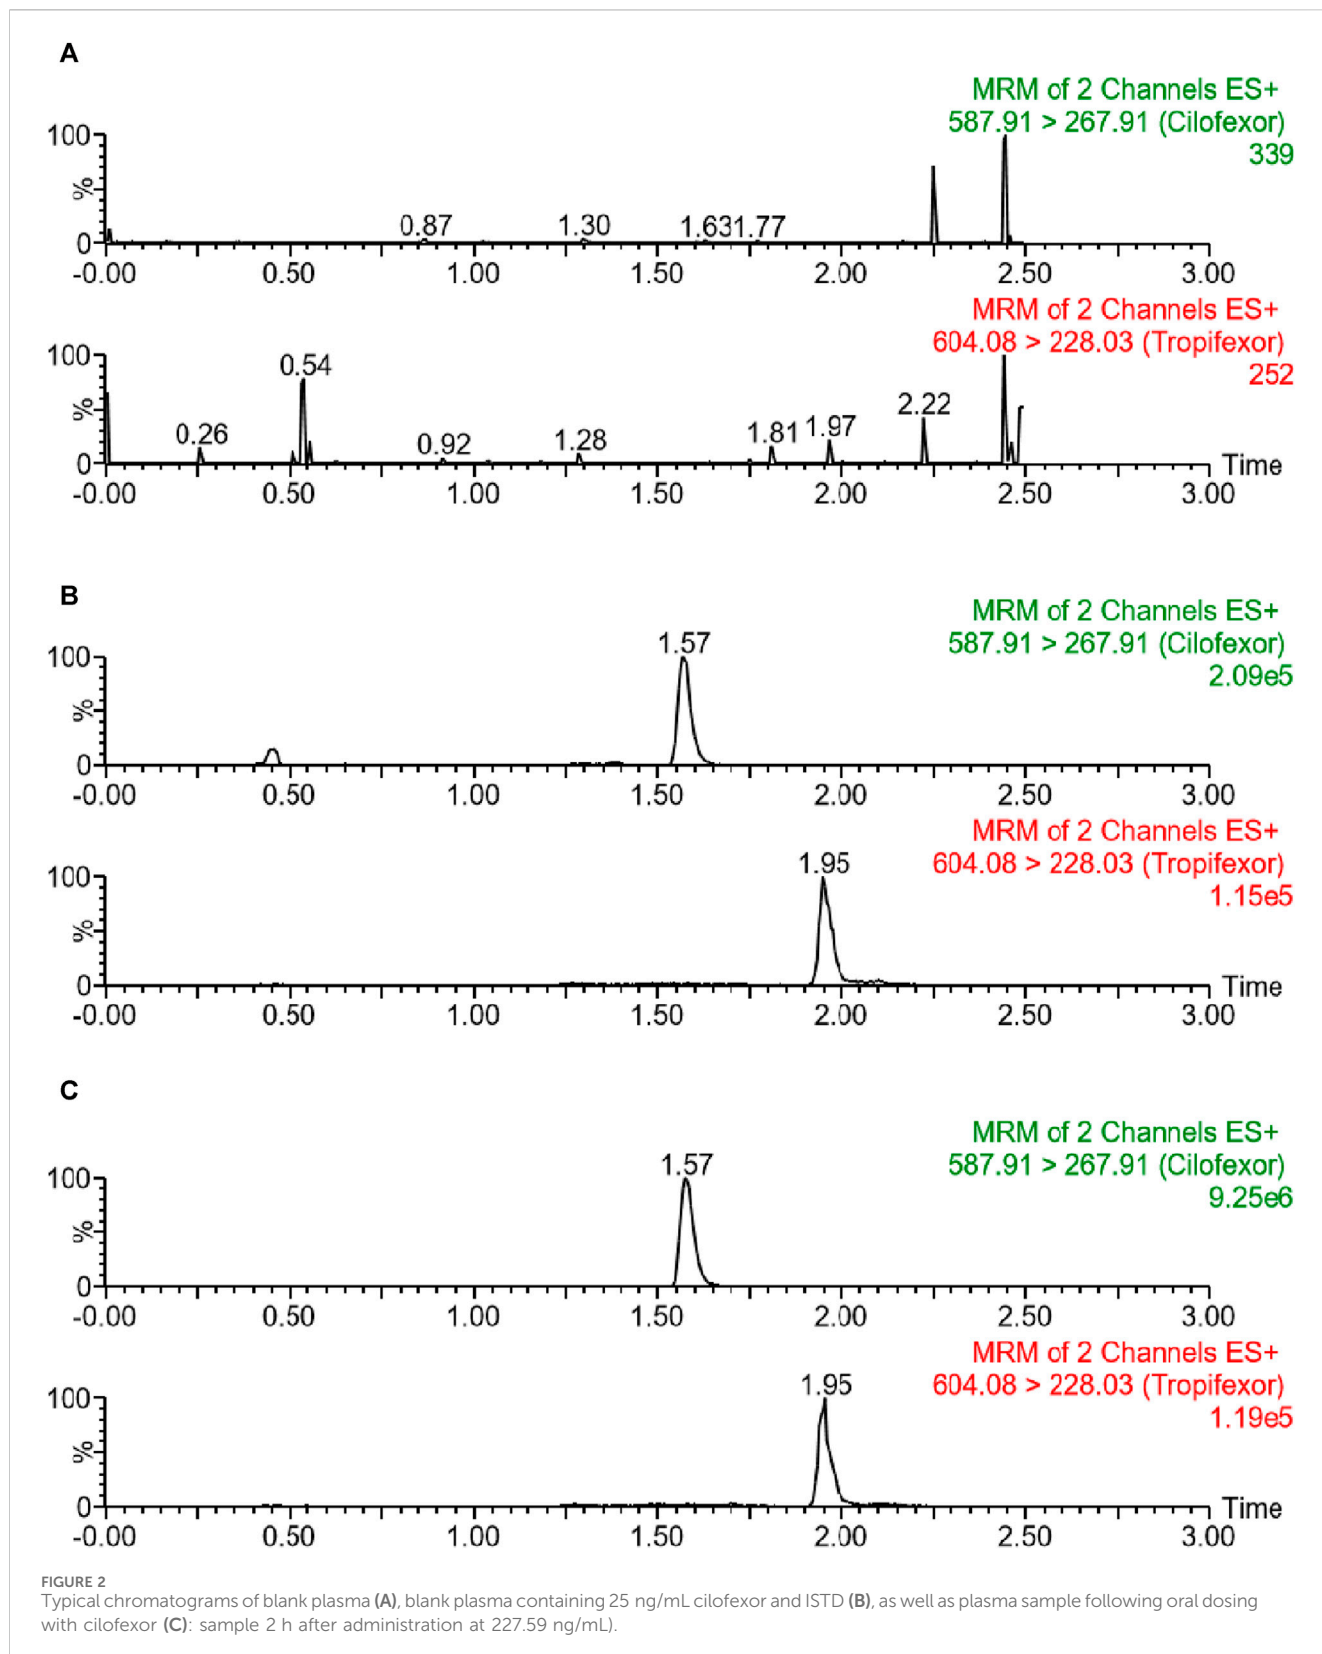 A
MRM of 2 Channels ES+
587.91 > 267.91 (Cilofexor)
339
100
%
0
0.87 1.30 1.63 1.77
-0.00 0.50 1.00 1.50 2.00 2.50 3.00
MRM of 2 Channels ES+
604.08 > 228.03 (Tropifexor)
252
100
%
0
0.26 0.54 0.92 1.28 1.81 1.97 2.22
Time
-0.00 0.50 1.00 1.50 2.00 2.50 3.00
B
MRM of 2 Channels ES+
587.91 > 267.91 (Cilofexor)
2.09e5
1.57
100
%
0
-0.00 0.50 1.00 1.50 2.00 2.50 3.00
MRM of 2 Channels ES+
604.08 > 228.03 (Tropifexor)
1.15e5
1.95
100
%
0
Time
-0.00 0.50 1.00 1.50 2.00 2.50 3.00
C
MRM of 2 Channels ES+
587.91 > 267.91 (Cilofexor)
9.25e6
1.57
100
%
0
-0.00 0.50 1.00 1.50 2.00 2.50 3.00
MRM of 2 Channels ES+
604.08 > 228.03 (Tropifexor)
1.19e5
1.95
100
%
0
Time
-0.00 0.50 1.00 1.50 2.00 2.50 3.00
FIGURE 2
Typical chromatograms of blank plasma (A), blank plasma containing 25 ng/mL cilofexor and ISTD (B), as well as plasma sample following oral dosing
with cilofexor (C): sample 2 h after administration at 227.59 ng/mL).